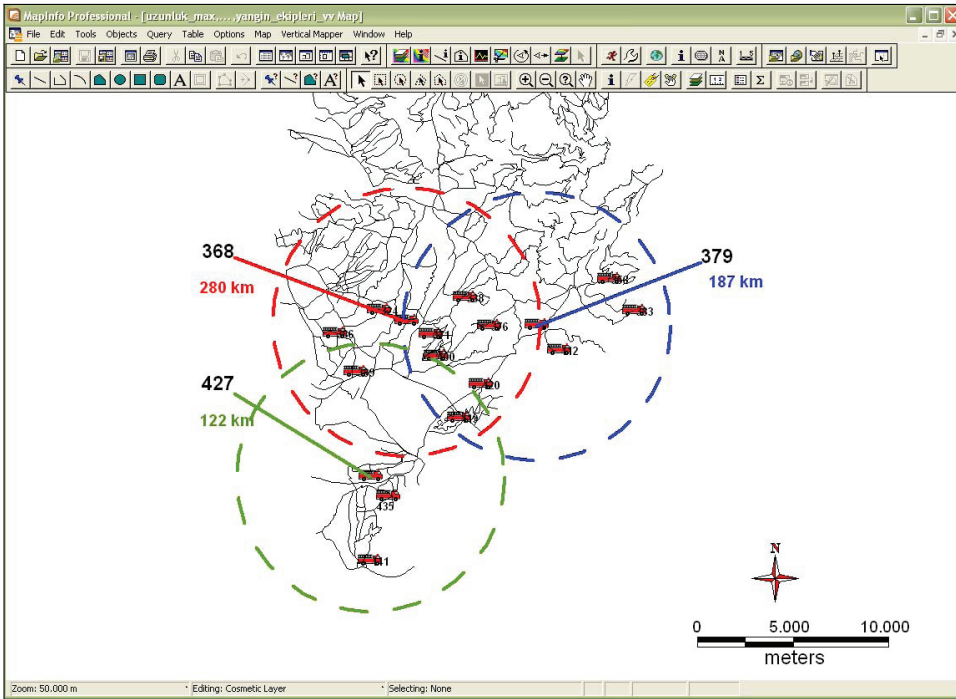 MapInfo Professional - [uzunluk_max,...,yangin_ekipleri_vv Map]
File Edit Tools Objects Query Table Options Map Vertical Mapper Window Help
368
379
280 km
187 km
427
122 km
435
N
0 5.000 10.000
meters
Zoom: 50.000 m Editing: Cosmetic Layer Selecting: None